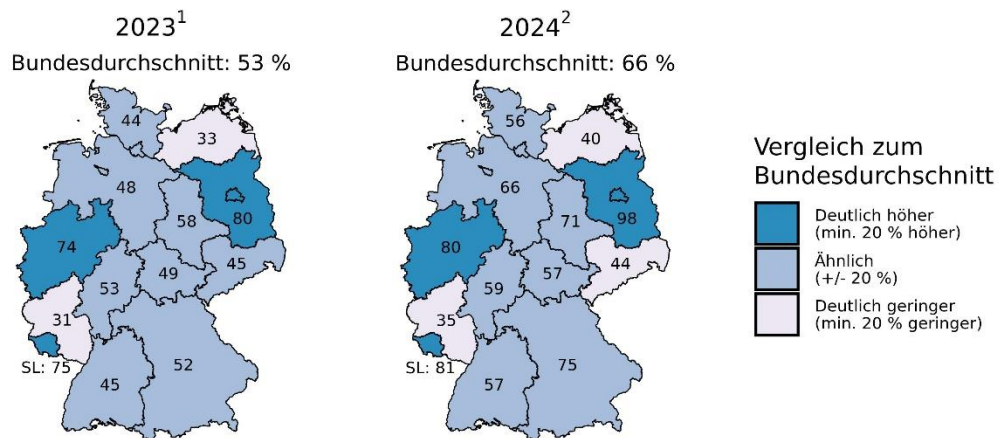 2023¹
Bundesdurchschnitt: 53 %
44
33
48
58
80
74
49
45
53
31
SL: 75
52
45
2024²
Bundesdurchschnitt: 66 %
56
40
66
71
98
80
57
44
59
35
SL: 81
75
57
Vergleich zum
Bundesdurchschnitt
Deutlich höher
(min. 20 % höher)
Ähnlich
(+/- 20 %)
Deutlich geringer
(min. 20 % geringer)